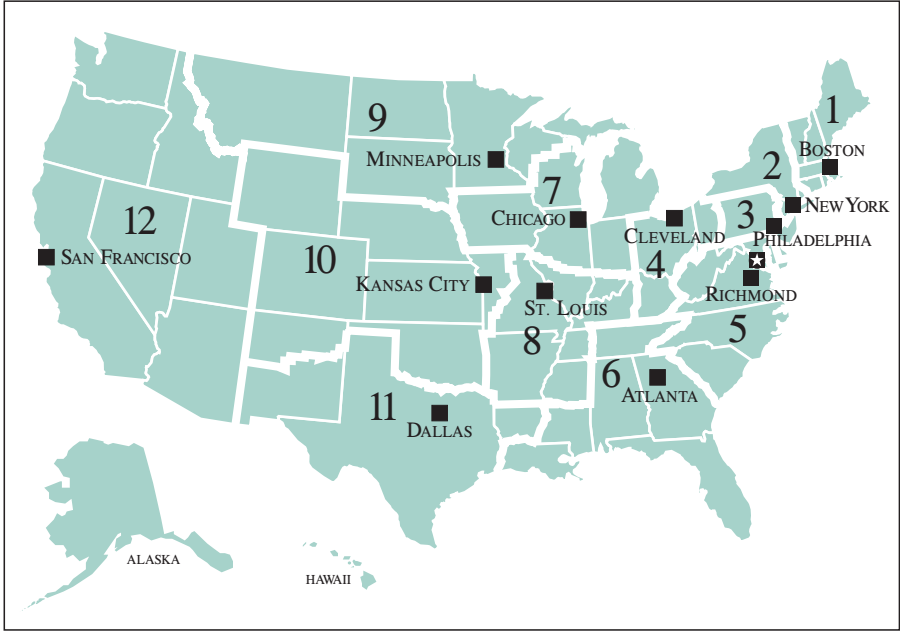 1
BOSTON
9
MINNEAPOLIS
2
7
NEW YORK
3
12
CHICAGO
CLEVELAND
PHILADELPHIA
SAN FRANCISCO
10
4
KANSAS CITY
RICHMOND
ST. LOUIS
5
8
6
ATLANTA
11
DALLAS
ALASKA
HAWAII